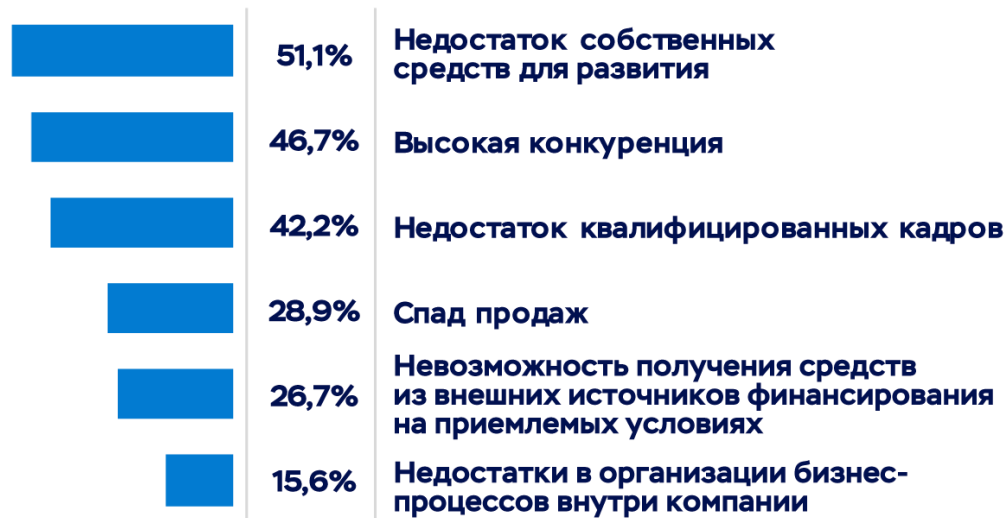 51,1%
Недостаток собственных
средств для развития
46,7%
Высокая конкуренция
42,2%
Недостаток квалифицированных кадров
28,9%
Спад продаж
26,7%
Невозможность получения средств
из внешних источников финансирования
на приемлемых условиях
15,6%
Недостатки в организации бизнес-
процессов внутри компании